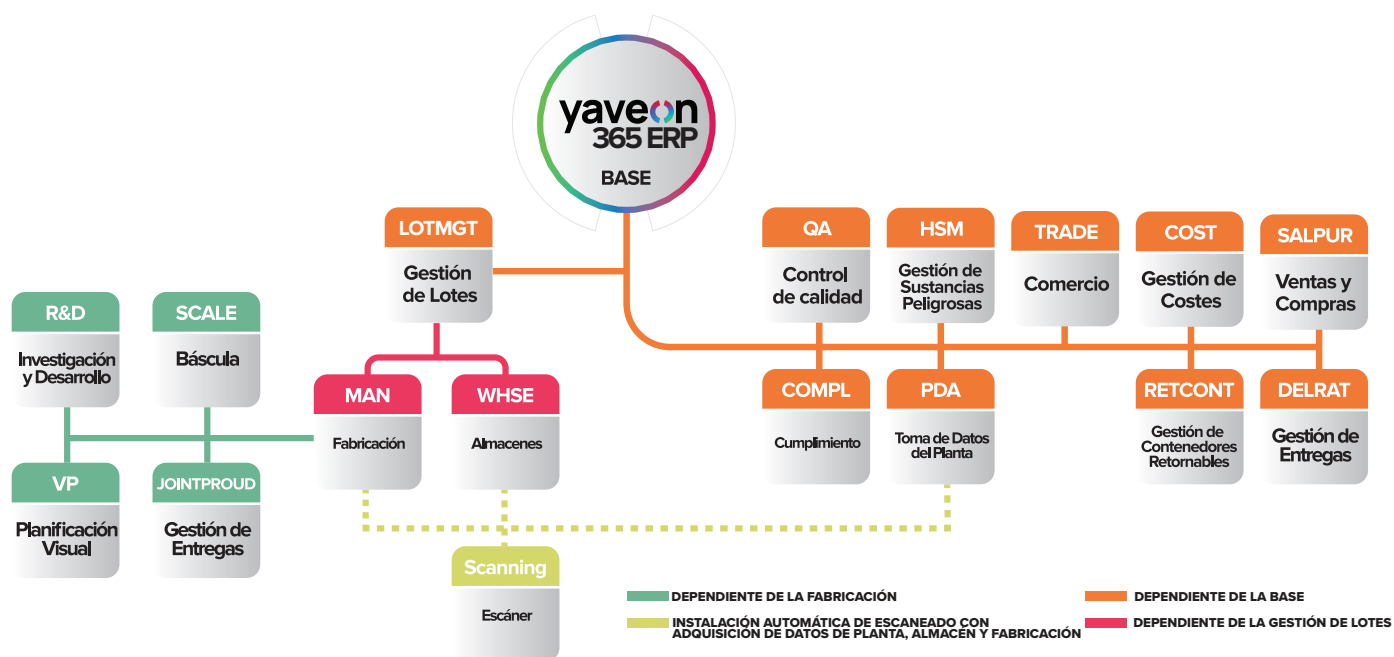 yaveon
365 ERP
BASE
LOTMGT
Gestión
de Lotes
QA
Control
de calidad
HSM
Gestión de
Sustancias
Peligrosas
TRADE
Comercio
COST
Gestión de
Costes
SALPUR
Ventas y
Compras
R&D
Investigación
y Desarrollo
SCALE
Báscula
MAN
Fabricación
WHSE
Almacenes
COMPL
Cumplimiento
PDA
Toma de Datos
del Planta
RETCONT
Gestión de
Contenedores
Retornables
DELRAT
Gestión de
Entregas
VP
Planificación
Visual
JOINTPROUD
Gestión de
Entregas
Scanning
Escáner
DEPENDIENTE DE LA FABRICACIÓN
INSTALACIÓN AUTOMÁTICA DE ESCANEADO CON
ADQUISICIÓN DE DATOS DE PLANTA, ALMACÉN Y FABRICACIÓN
DEPENDIENTE DE LA BASE
DEPENDIENTE DE LA GESTIÓN DE LOTES